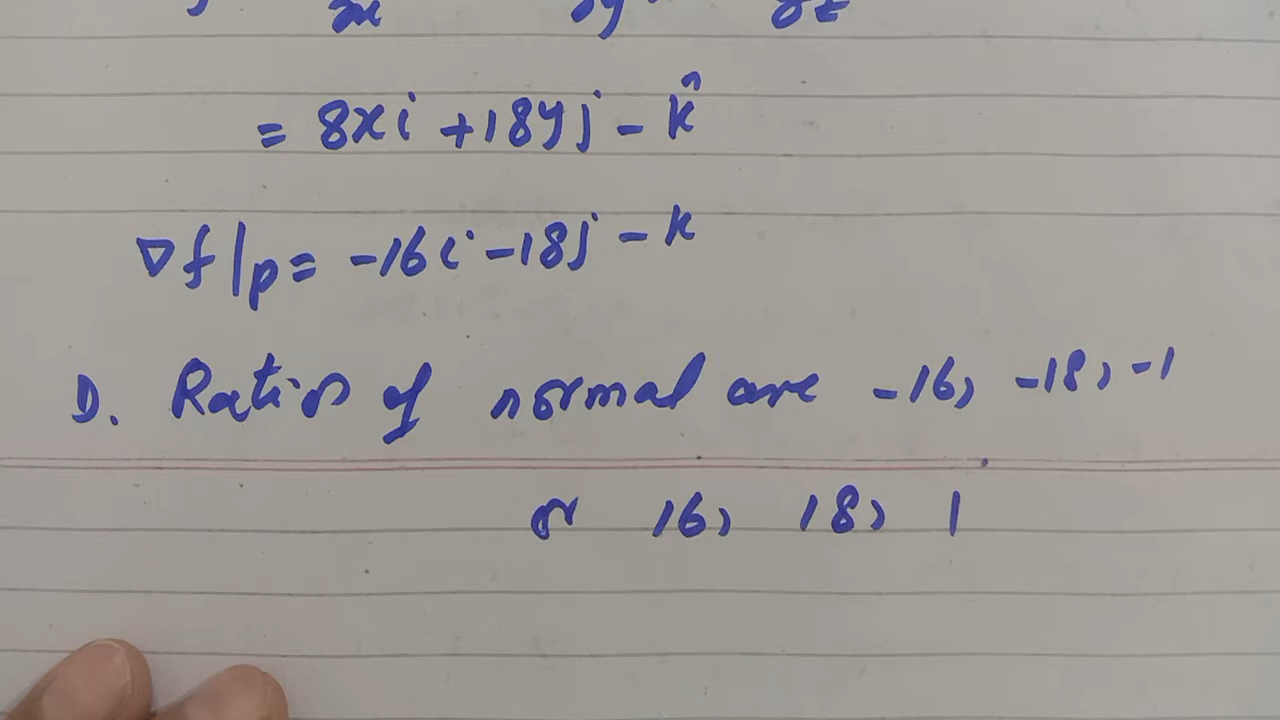 ∂x ∂y ∂z
= 8xi + 18yj - k̂
∇f|p = -16i - 18j - k
D. Ratios of normal are -16, -18, -1
or 16, 18, 1